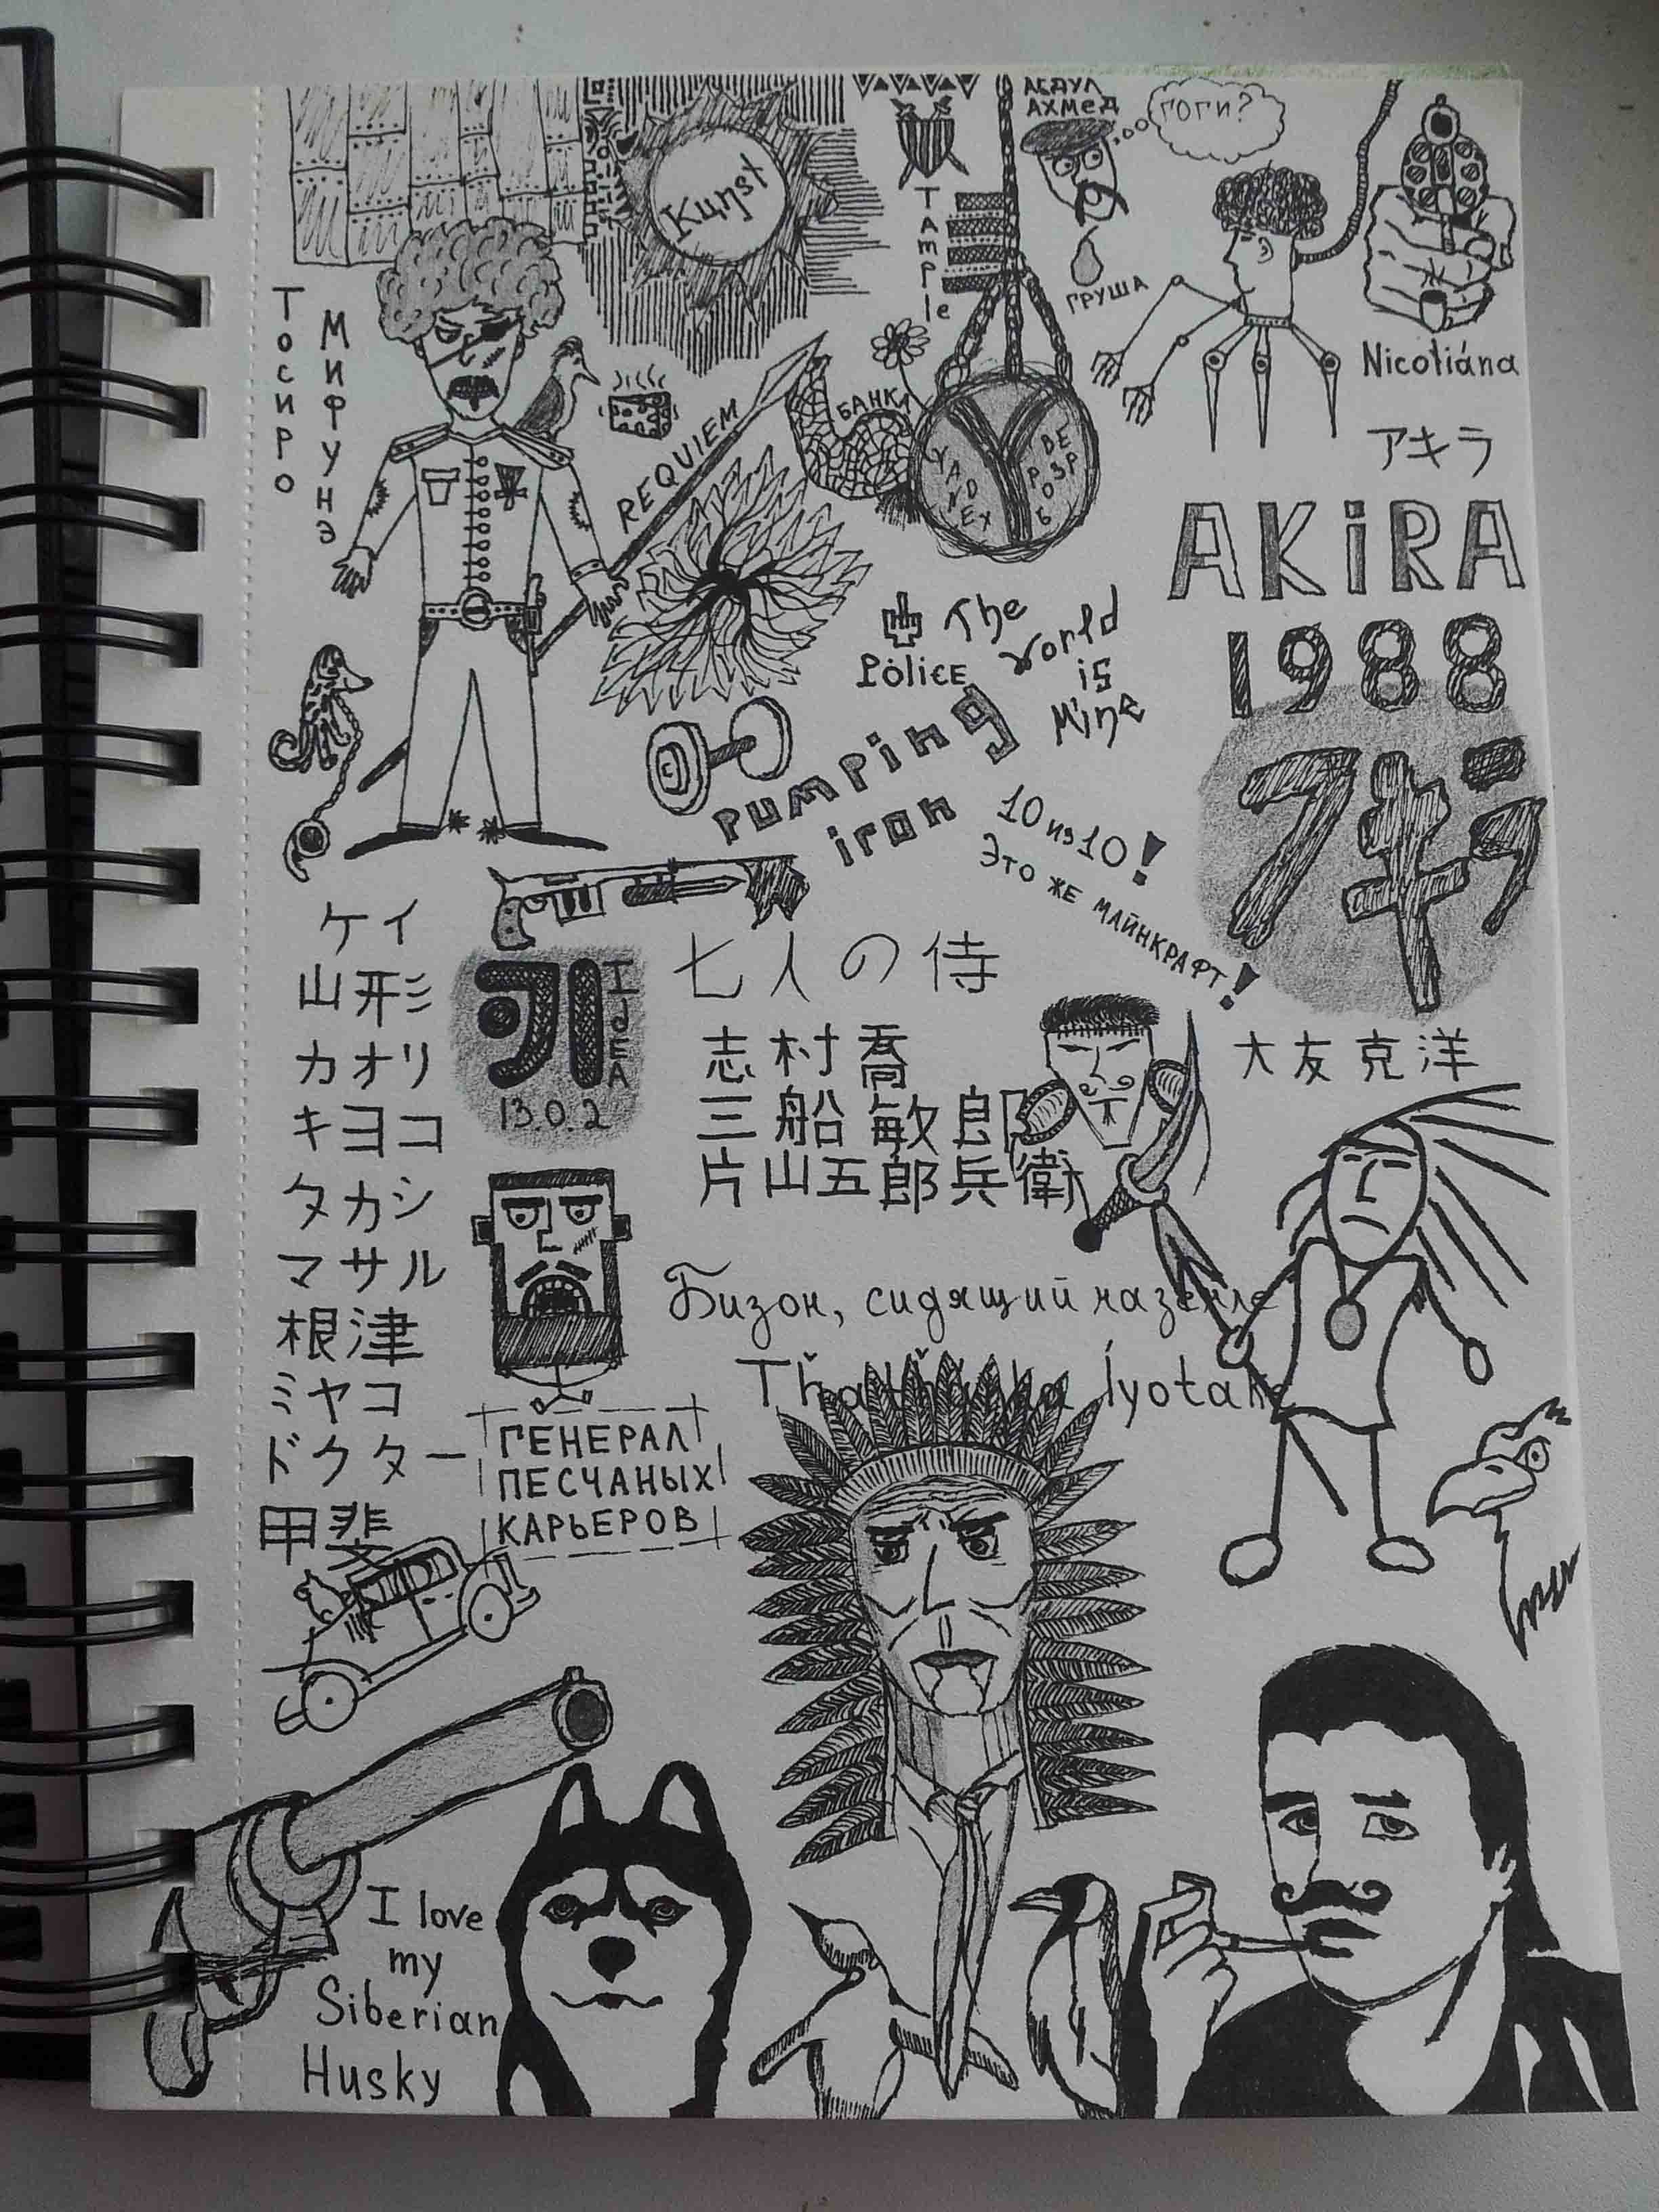 Kunst
Tample
АБДУЛ
АХМЕД
ГОГИ?
ГРУША
Nicotiána
Тосиро
Мифунэ
REQUIEM
БАНКА
YANDEX
アキラ
AKiRA
1988
アキラ
大友克洋
Police
The
World
is
Mine
pumping
iron
10 из 10!
Это же майнкрафт!
ケイ
山形
カオリ
キヨコ
タカシ
マサル
根津
ミヤコ
ドクター
甲斐
IdEA
13.0.2
七人の侍
志村喬
三船敏郎
片山五郎兵衛
Бизон, сидящий на земле
Íyotake
ГЕНЕРАЛ
ПЕСЧАНЫХ
КАРЬЕРОВ
I love
my
Siberian
Husky